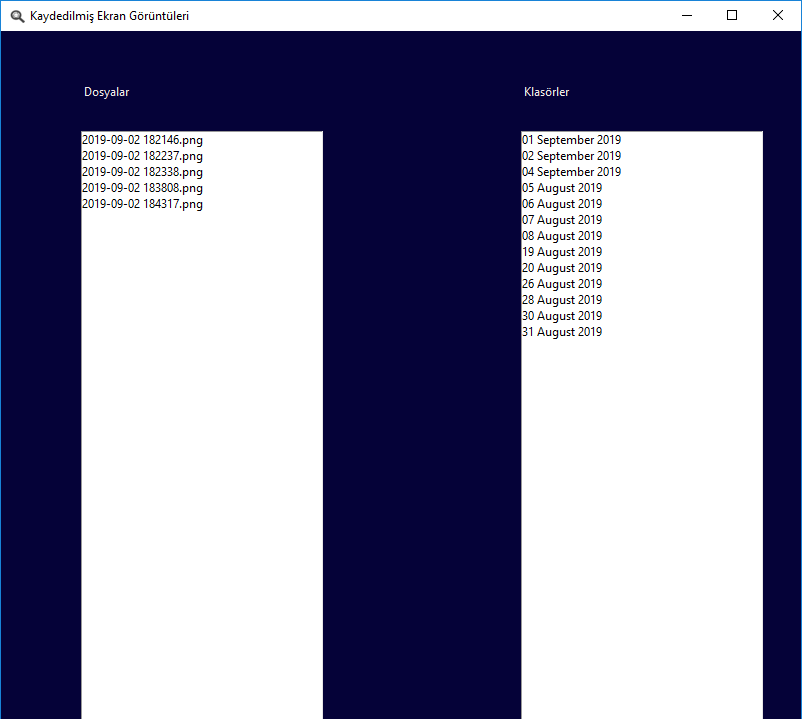 Kaydedilmiş Ekran Görüntüleri
Dosyalar
2019-09-02 182146.png
2019-09-02 182237.png
2019-09-02 182338.png
2019-09-02 183808.png
2019-09-02 184317.png
Klasörler
01 September 2019
02 September 2019
04 September 2019
05 August 2019
06 August 2019
07 August 2019
08 August 2019
19 August 2019
20 August 2019
26 August 2019
28 August 2019
30 August 2019
31 August 2019